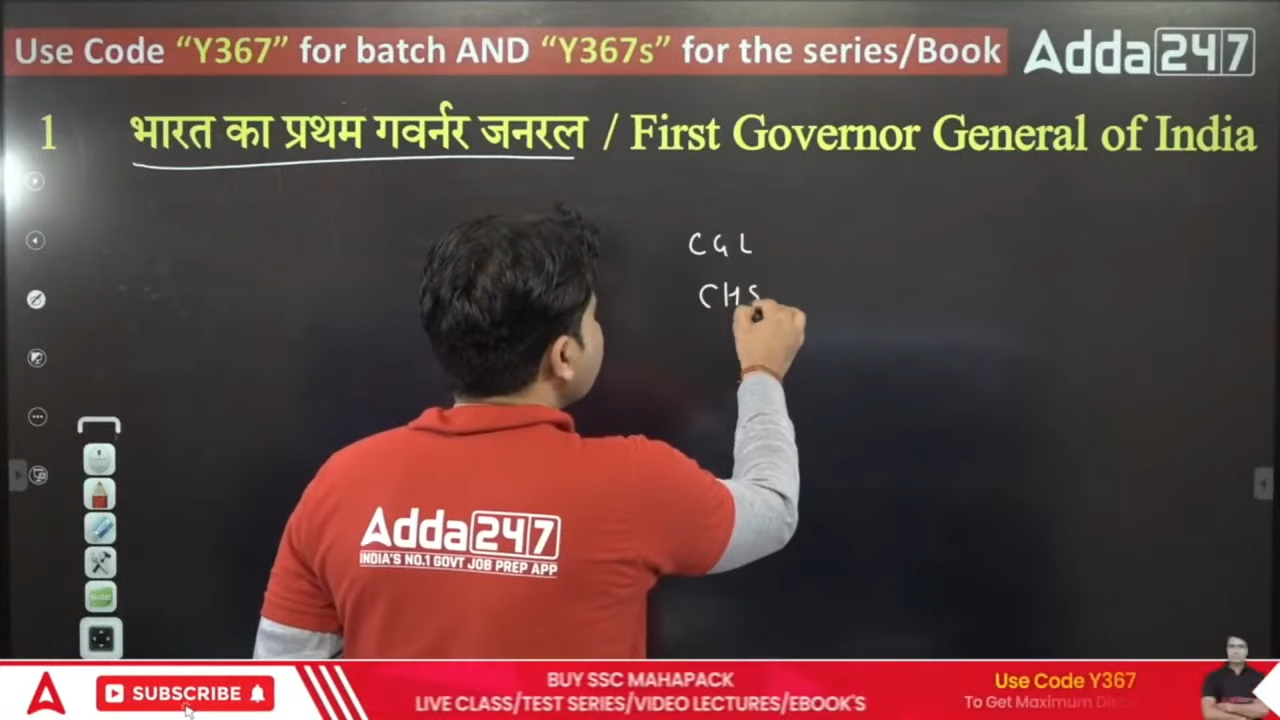 Use Code “Y367” for batch AND “Y367s” for the series/Book
Adda247
1 भारत का प्रथम गवर्नर जनरल / First Governor General of India
CGL
CHS
Adda247
INDIA'S NO.1 GOVT JOB PREP APP
SUBSCRIBE
BUY SSC MAHAPACK
LIVE CLASS/TEST SERIES/VIDEO LECTURES/EBOOK'S
Use Code Y367
To Get Maximum